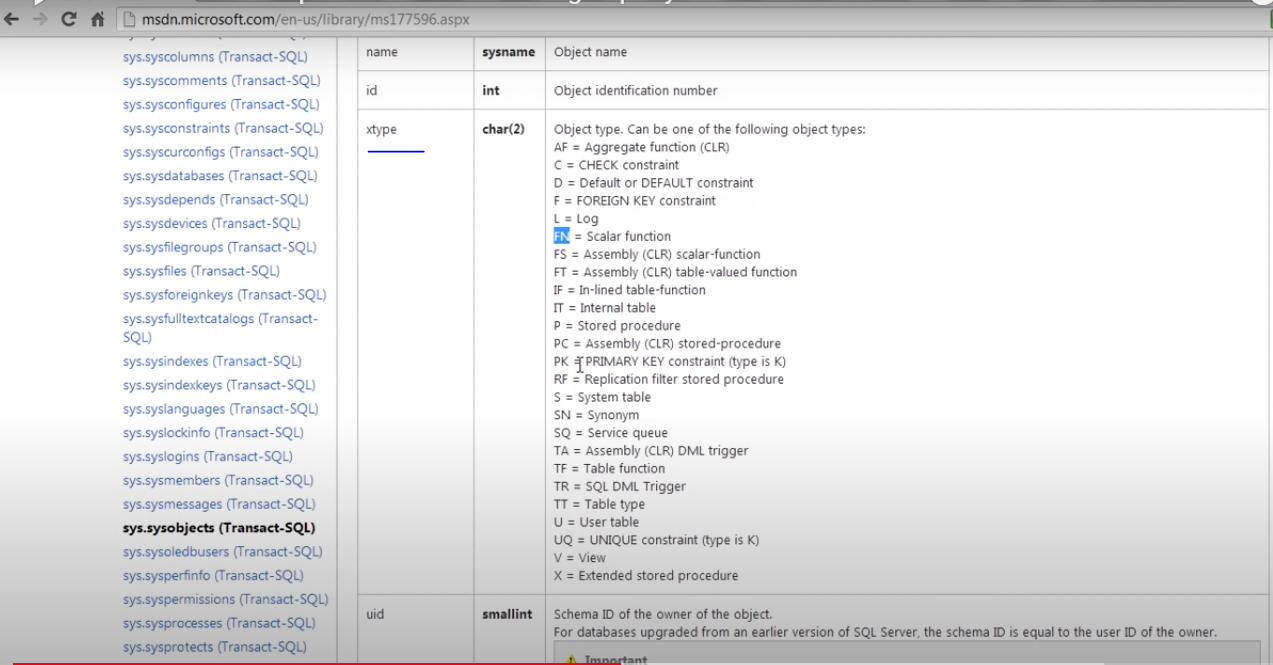 msdn.microsoft.com/en-us/library/ms177596.aspx
sys.syscolumns (Transact-SQL)
sys.syscomments (Transact-SQL)
sys.sysconfigures (Transact-SQL)
sys.sysconstraints (Transact-SQL)
sys.syscurconfigs (Transact-SQL)
sys.sysdatabases (Transact-SQL)
sys.sysdepends (Transact-SQL)
sys.sysdevices (Transact-SQL)
sys.sysfilegroups (Transact-SQL)
sys.sysfiles (Transact-SQL)
sys.sysforeignkeys (Transact-SQL)
sys.sysfulltextcatalogs (Transact-
SQL)
sys.sysindexes (Transact-SQL)
sys.sysindexkeys (Transact-SQL)
sys.syslanguages (Transact-SQL)
sys.syslockinfo (Transact-SQL)
sys.syslogins (Transact-SQL)
sys.sysmembers (Transact-SQL)
sys.sysmessages (Transact-SQL)
sys.sysobjects (Transact-SQL)
sys.sysoledbusers (Transact-SQL)
sys.sysperfinfo (Transact-SQL)
sys.syspermissions (Transact-SQL)
sys.sysprocesses (Transact-SQL)
sys.sysprotects (Transact-SQL)
name sysname Object name
id int Object identification number
xtype char(2) Object type. Can be one of the following object types:
AF = Aggregate function (CLR)
C = CHECK constraint
D = Default or DEFAULT constraint
F = FOREIGN KEY constraint
L = Log
FN = Scalar function
FS = Assembly (CLR) scalar-function
FT = Assembly (CLR) table-valued function
IF = In-lined table-function
IT = Internal table
P = Stored procedure
PC = Assembly (CLR) stored-procedure
PK = PRIMARY KEY constraint (type is K)
RF = Replication filter stored procedure
S = System table
SN = Synonym
SQ = Service queue
TA = Assembly (CLR) DML trigger
TF = Table function
TR = SQL DML Trigger
TT = Table type
U = User table
UQ = UNIQUE constraint (type is K)
V = View
X = Extended stored procedure
uid smallint Schema ID of the owner of the object.
For databases upgraded from an earlier version of SQL Server, the schema ID is equal to the user ID of the owner.
Important